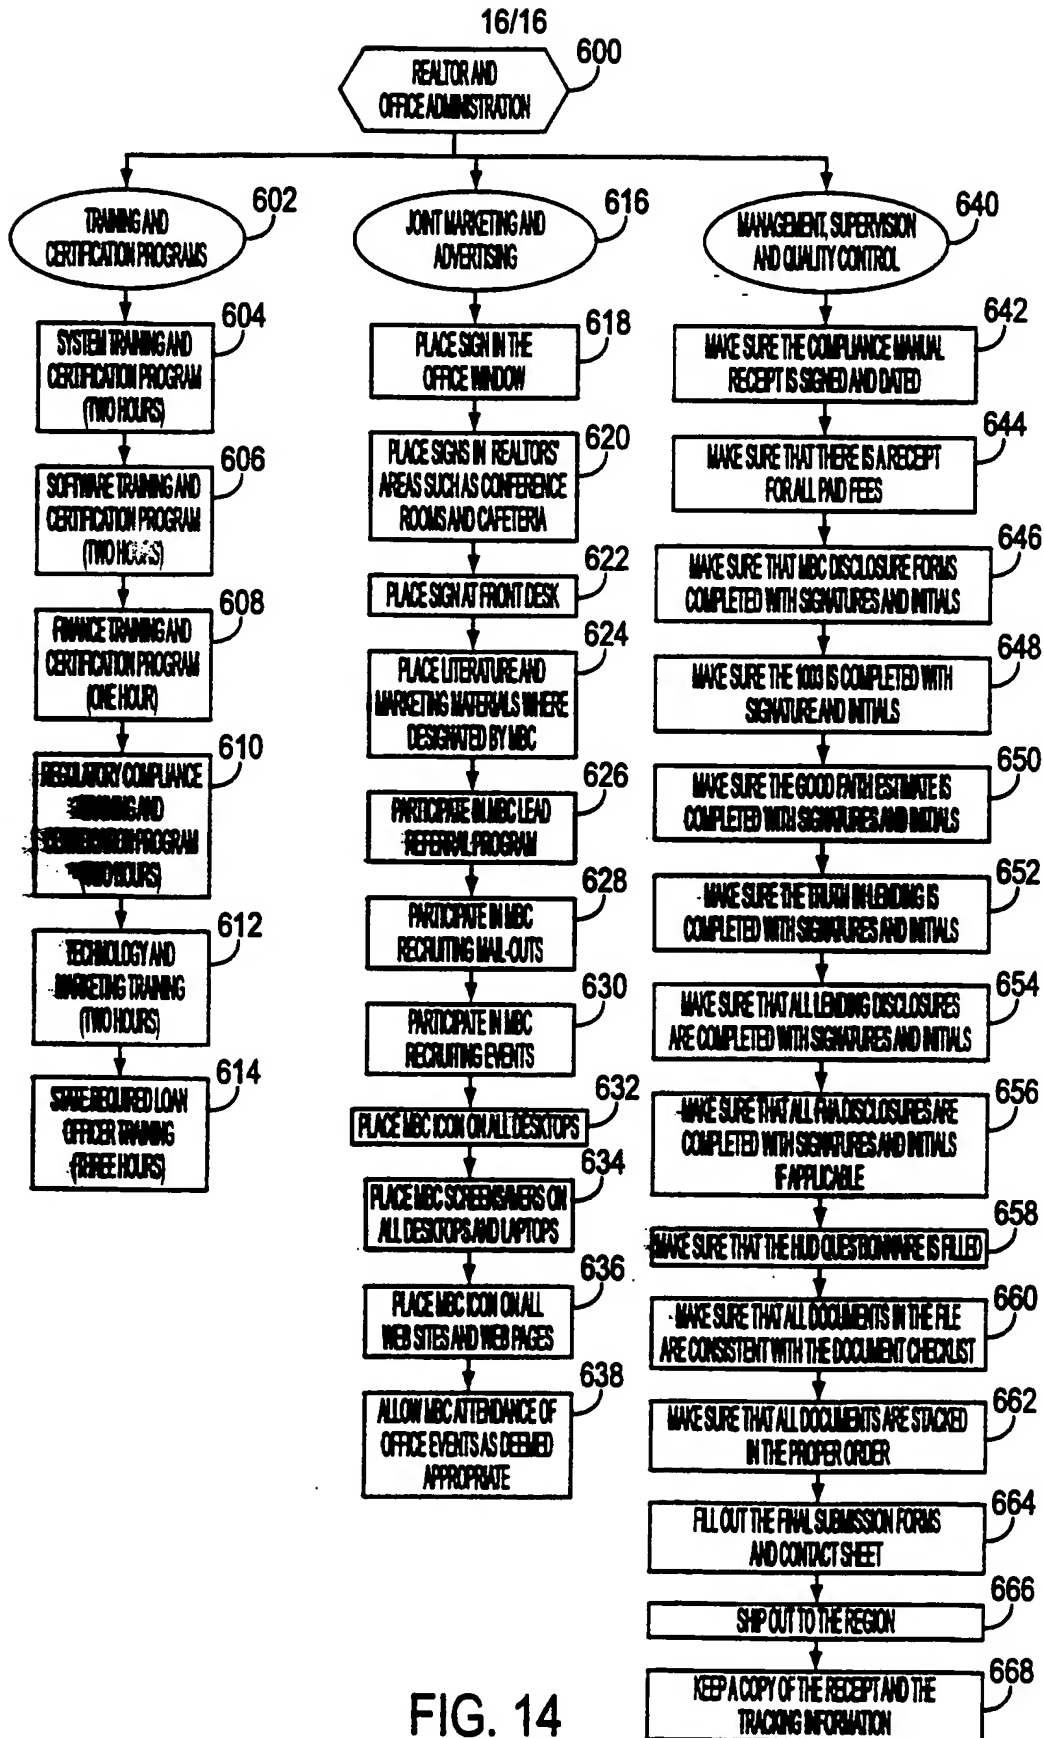 16/16
REALTOR AND
OFFICE ADMINISTRATION
600
TRAINING AND
CERTIFICATION PROGRAMS
602
SYSTEM TRAINING AND
CERTIFICATION PROGRAM
(TWO HOURS)
604
SOFTWARE TRAINING AND
CERTIFICATION PROGRAM
(TWO HOURS)
606
FINANCE TRAINING AND
CERTIFICATION PROGRAM
(ONE HOUR)
608
REGULATORY COMPLIANCE
TRAINING AND
CERTIFICATION PROGRAM
(TWO HOURS)
610
TECHNOLOGY AND
MARKETING TRAINING
(TWO HOURS)
612
STATE REQUIRED LOAN
OFFICER TRAINING
(THREE HOURS)
614
JOINT MARKETING AND
ADVERTISING
616
PLACE SIGN IN THE
OFFICE WINDOW
618
PLACE SIGNS IN REALTORS'
AREAS SUCH AS CONFERENCE
ROOMS AND CAFETERIA
620
PLACE SIGN AT FRONT DESK
622
PLACE LITERATURE AND
MARKETING MATERIALS WHERE
DESIGNATED BY MBC
624
PARTICIPATE IN MBC LEAD
REFERRAL PROGRAM
626
PARTICIPATE IN MBC
RECRUITING MAIL-OUTS
628
PARTICIPATE IN MBC
RECRUITING EVENTS
630
PLACE MBC ICON ON ALL DESKTOPS
632
PLACE MBC SCREENSAVERS ON
ALL DESKTOPS AND LAPTOPS
634
PLACE MBC ICON ON ALL
WEB SITES AND WEB PAGES
636
ALLOW MBC ATTENDANCE OF
OFFICE EVENTS AS DEEMED
APPROPRIATE
638
MANAGEMENT, SUPERVISION
AND QUALITY CONTROL
640
MAKE SURE THE COMPLIANCE MANUAL
RECEIPT IS SIGNED AND DATED
642
MAKE SURE THAT THERE IS A RECEIPT
FOR ALL PAID FEES
644
MAKE SURE THAT MBC DISCLOSURE FORMS
COMPLETED WITH SIGNATURES AND INITIALS
646
MAKE SURE THE 1003 IS COMPLETED WITH
SIGNATURE AND INITIALS
648
MAKE SURE THE GOOD FAITH ESTIMATE IS
COMPLETED WITH SIGNATURES AND INITIALS
650
MAKE SURE THE TRUTH IN LENDING IS
COMPLETED WITH SIGNATURES AND INITIALS
652
MAKE SURE THAT ALL LENDING DISCLOSURES
ARE COMPLETED WITH SIGNATURES AND INITIALS
654
MAKE SURE THAT ALL FHA DISCLOSURES ARE
COMPLETED WITH SIGNATURES AND INITIALS
IF APPLICABLE
656
MAKE SURE THAT THE HUD QUESTIONNAIRE IS FILLED
658
MAKE SURE THAT ALL DOCUMENTS IN THE FILE
ARE CONSISTENT WITH THE DOCUMENT CHECKLIST
660
MAKE SURE THAT ALL DOCUMENTS ARE STACKED
IN THE PROPER ORDER
662
FILL OUT THE FINAL SUBMISSION FORMS
AND CONTACT SHEET
664
SHIP OUT TO THE REGION
666
KEEP A COPY OF THE RECEIPT AND THE
TRACKING INFORMATION
668
FIG. 14